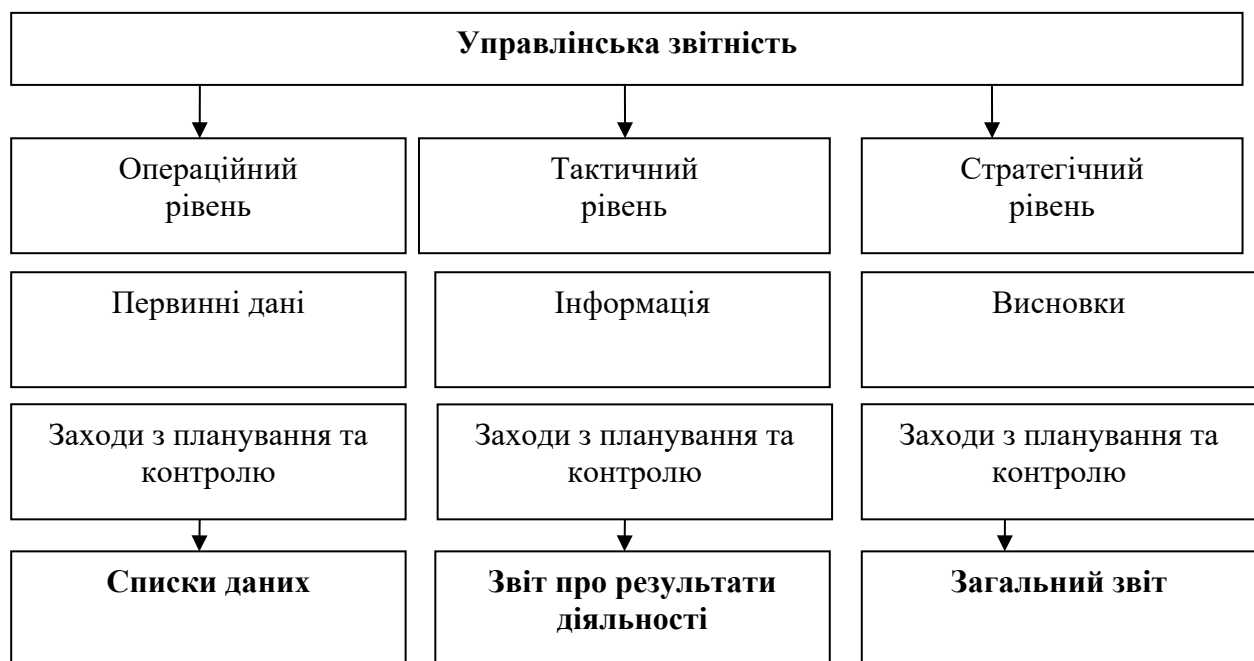 Управлінська звітність
Операційний
рівень
Тактичний
рівень
Стратегічний
рівень
Первинні дані
Інформація
Висновки
Заходи з планування та
контролю
Заходи з планування та
контролю
Заходи з планування та
контролю
Списки даних
Звіт про результати
діяльності
Загальний звіт